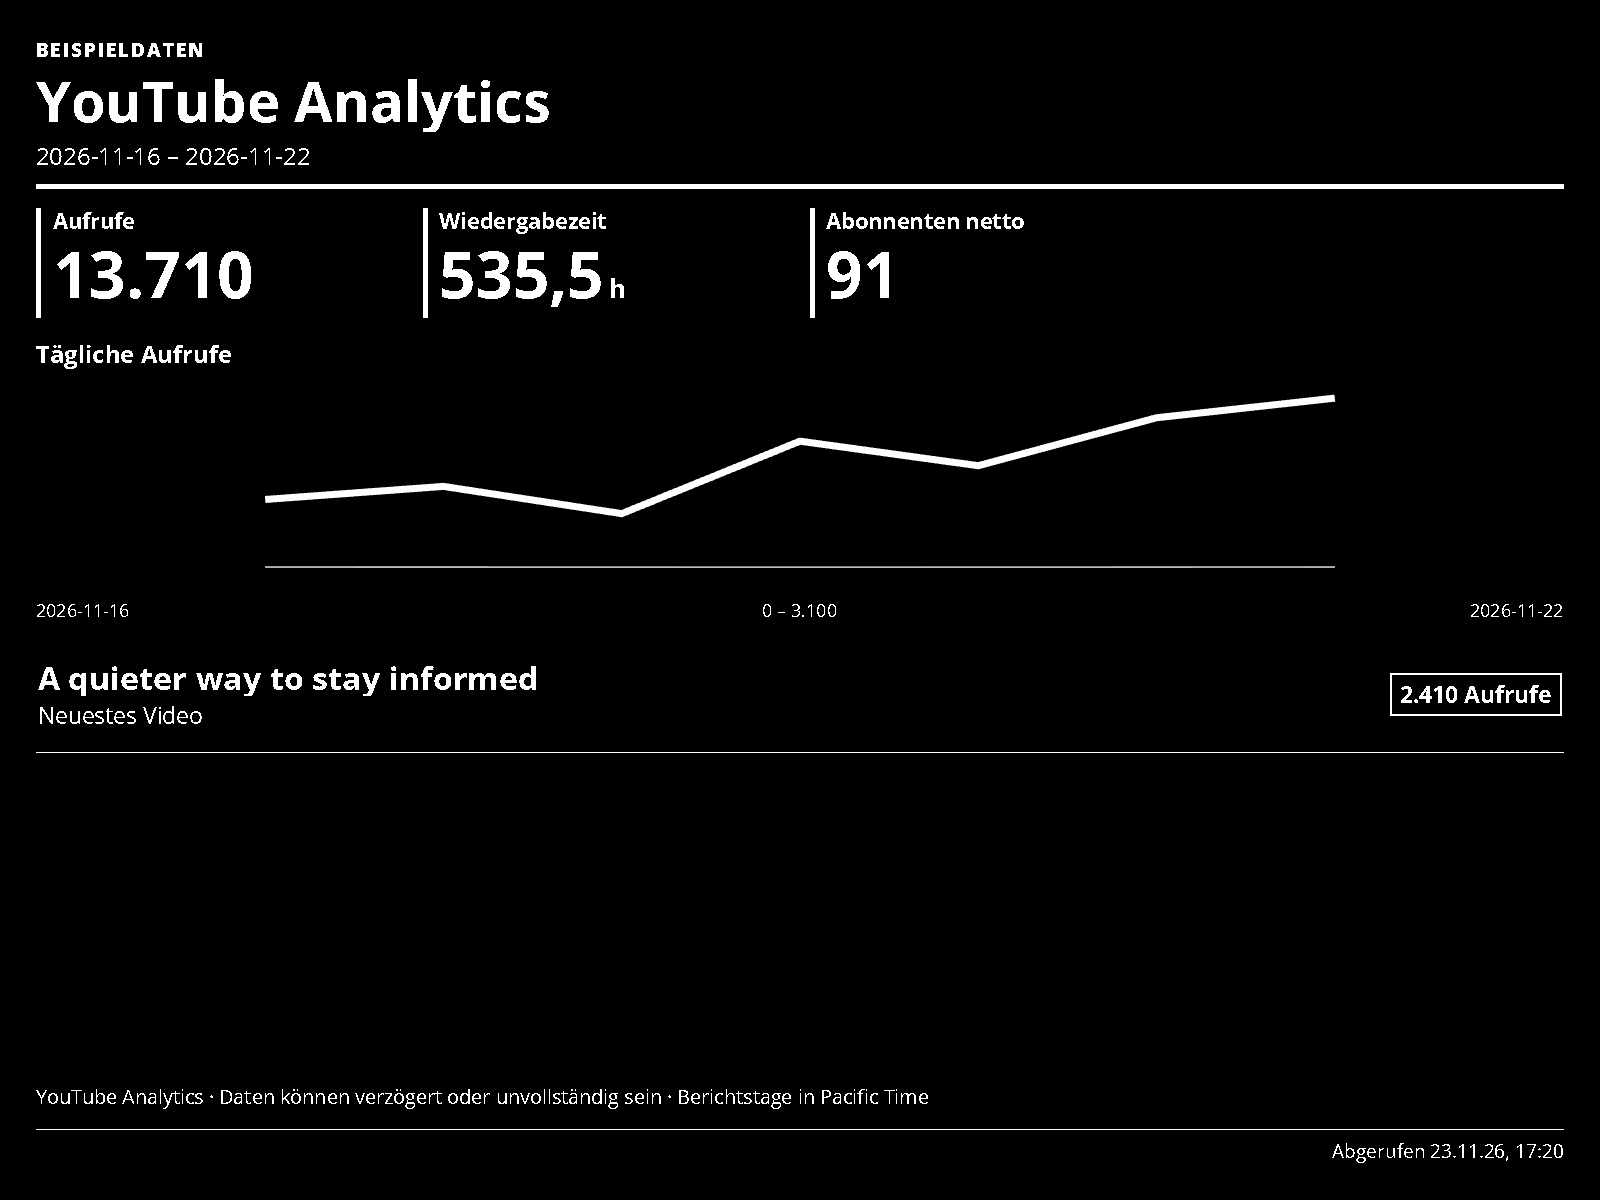 BEISPIELDATEN
YouTube Analytics
2026-11-16 – 2026-11-22
Aufrufe
13.710
Wiedergabezeit
535,5 h
Abonnenten netto
91
Tägliche Aufrufe
2026-11-16
0 – 3.100
2026-11-22
A quieter way to stay informed
Neuestes Video
2.410 Aufrufe
YouTube Analytics · Daten können verzögert oder unvollständig sein · Berichtstage in Pacific Time
Abgerufen 23.11.26, 17:20